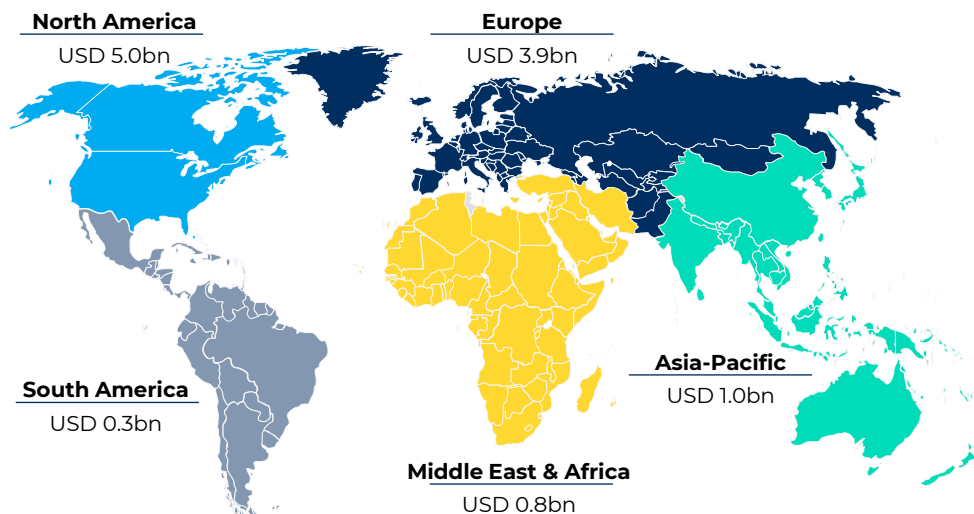 North America
USD 5.0bn
Europe
USD 3.9bn
Asia-Pacific
USD 1.0bn
South America
USD 0.3bn
Middle East & Africa
USD 0.8bn